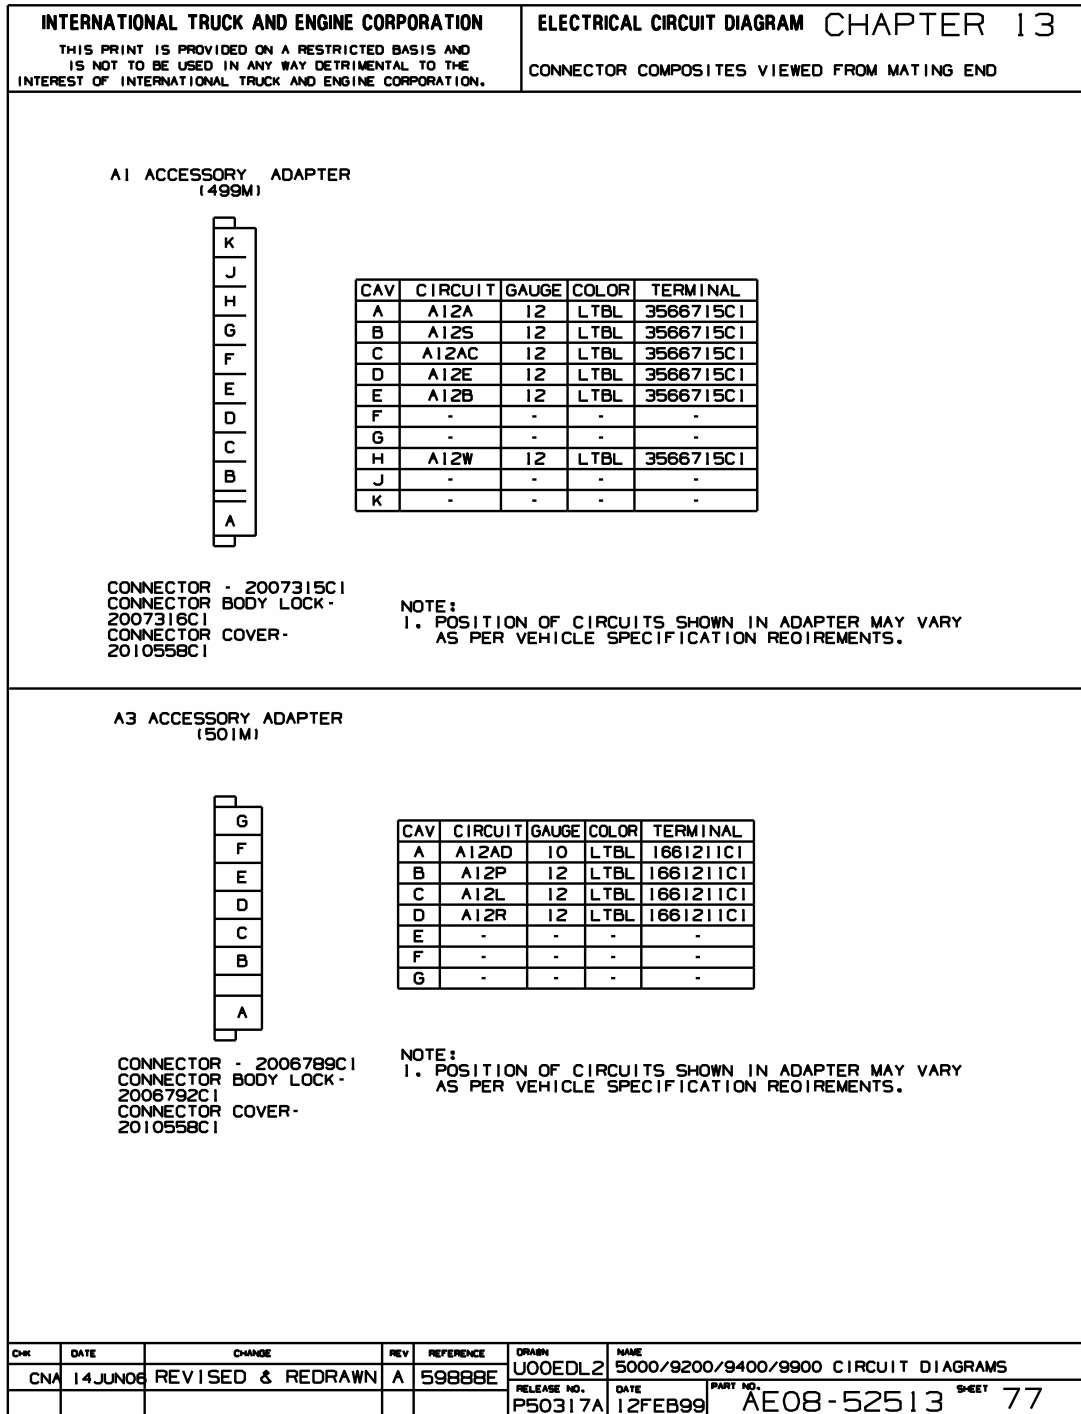 INTERNATIONAL TRUCK AND ENGINE CORPORATION
THIS PRINT IS PROVIDED ON A RESTRICTED BASIS AND
IS NOT TO BE USED IN ANY WAY DETRIMENTAL TO THE
INTEREST OF INTERNATIONAL TRUCK AND ENGINE CORPORATION.
ELECTRICAL CIRCUIT DIAGRAM CHAPTER 13
CONNECTOR COMPOSITES VIEWED FROM MATING END
A1 ACCESSORY ADAPTER
(499M)
K
J
H
G
F
E
D
C
B
A
CAV CIRCUIT GAUGE COLOR TERMINAL
A A12A 12 LTBL 3566715C1
B A12S 12 LTBL 3566715C1
C A12AC 12 LTBL 3566715C1
D A12E 12 LTBL 3566715C1
E A12B 12 LTBL 3566715C1
F - - - -
G - - - -
H A12W 12 LTBL 3566715C1
J - - - -
K - - - -
CONNECTOR - 2007315C1
CONNECTOR BODY LOCK-
2007316C1
CONNECTOR COVER-
2010558C1
NOTE:
1. POSITION OF CIRCUITS SHOWN IN ADAPTER MAY VARY
AS PER VEHICLE SPECIFICATION REQIREMENTS.
A3 ACCESSORY ADAPTER
(501M)
G
F
E
D
C
B
A
CAV CIRCUIT GAUGE COLOR TERMINAL
A A12AD 10 LTBL 1661211C1
B A12P 12 LTBL 1661211C1
C A12L 12 LTBL 1661211C1
D A12R 12 LTBL 1661211C1
E - - - -
F - - - -
G - - - -
CONNECTOR - 2006789C1
CONNECTOR BODY LOCK-
2006792C1
CONNECTOR COVER-
2010558C1
NOTE:
1. POSITION OF CIRCUITS SHOWN IN ADAPTER MAY VARY
AS PER VEHICLE SPECIFICATION REQIREMENTS.
CHK DATE CHANGE REV REFERENCE
CNA 14JUN06 REVISED & REDRAWN A 59888E
DRAWN
U00EDL2
NAME
5000/9200/9400/9900 CIRCUIT DIAGRAMS
RELEASE NO.
P50317A
DATE
12FEB99
PART NO.
AE08-52513
SHEET 77